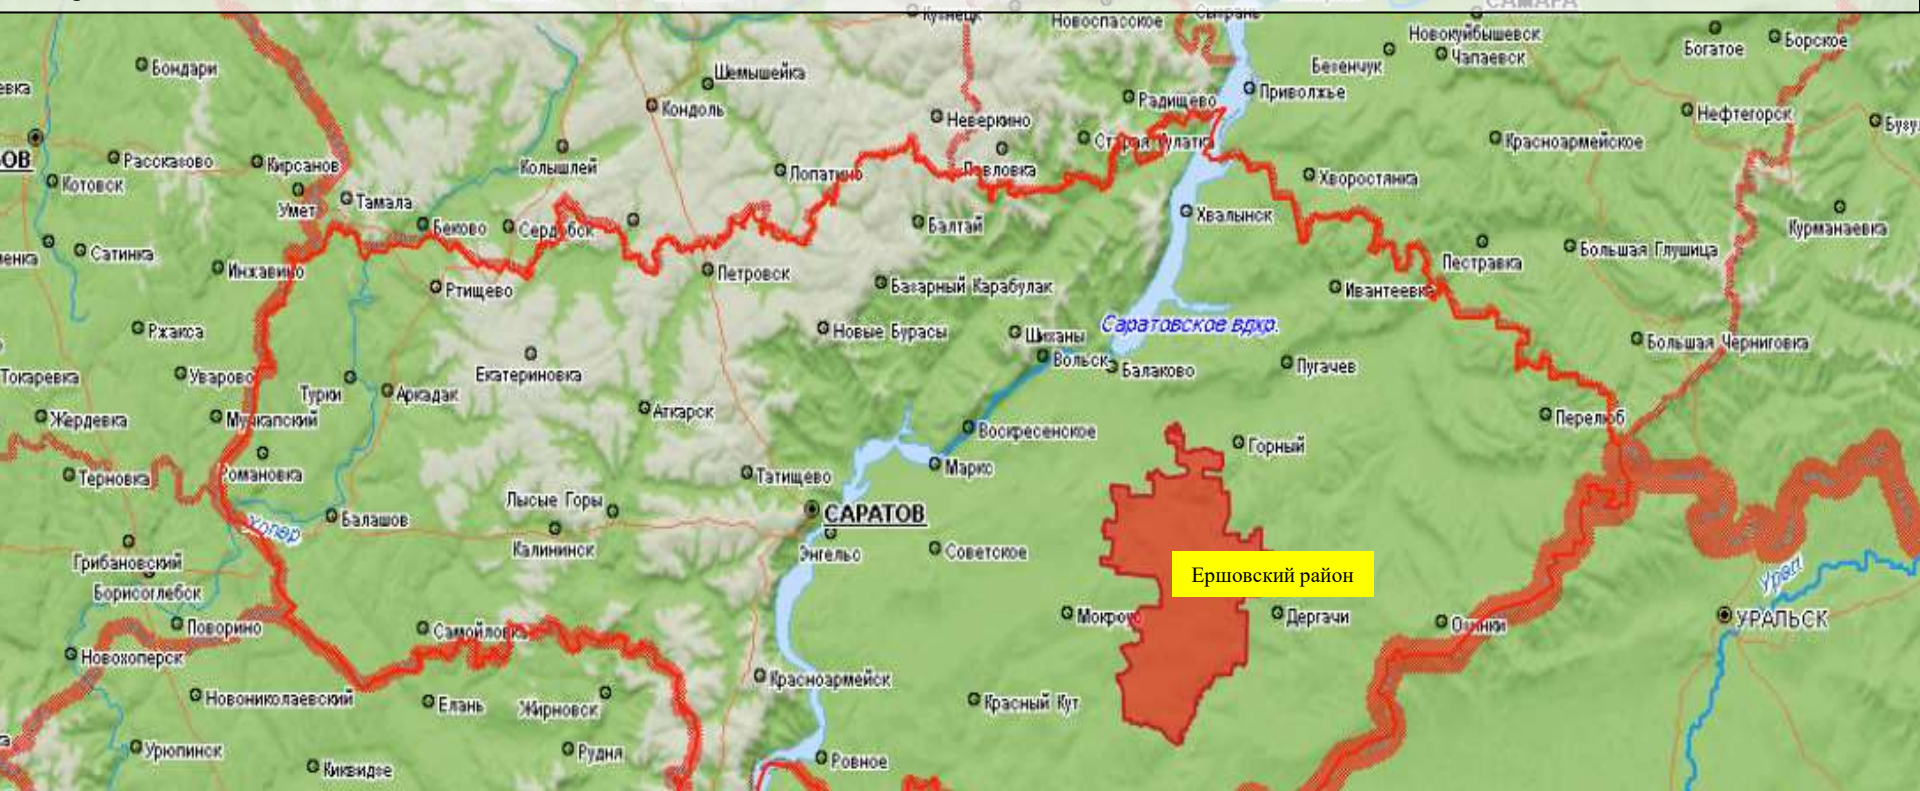 Кузнецк
Новоспасское
Сызрань
САМАРА
Новокуйбышевск
Богатое
Борское
Бондари
Шемышейка
Безенчук
Чапаевск
Кондоль
Неверкино
Радищево
Приволжье
Нефтегорск
Рассказово
Кирсанов
Колышлей
Лопатино
Павловка
Старая Кулатка
Красноармейское
Котовск
Умет
Тамала
Хворостянка
Беково
Сердобск
Балтай
Хвалынск
Курманаевка
Сатинка
Инжавино
Петровск
Пестравка
Большая Глушица
Ртищево
Базарный Карабулак
Ивантеевка
Ржакса
Новые Бурасы
Шиханы
Саратовское вдхр.
Большая Черниговка
Токаревка
Уварово
Турки
Аркадак
Екатериновка
Вольск
Балаково
Пугачев
Жердевка
Мучкапский
Аткарск
Воскресенское
Перелюб
Терновка
Романовка
Татищево
Маркс
Горный
Лысые Горы
Балашов
Хопер
САРАТОВ
Калининск
Энгельс
Советское
Грибановский
Борисоглебск
Ершовский район
Урал
Поворино
Самойловка
Мокроус
Дергачи
Озинки
УРАЛЬСК
Новохоперск
Новониколаевский
Елань
Жирновск
Красноармейск
Красный Кут
Урюпинск
Киквидзе
Рудня
Ровное